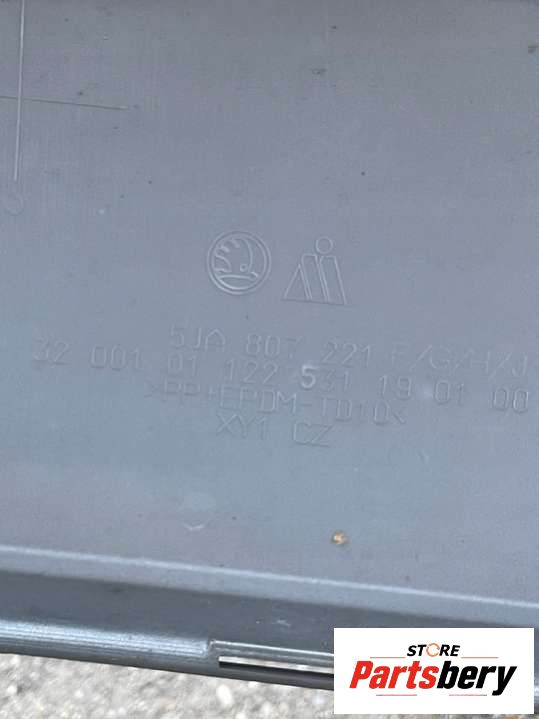 5JA 807 221 F/G/H/J
32 001 01 122 531 19 01 00
>PP+EPDM-TD10<
XY1 CZ
STORE
Partsbery